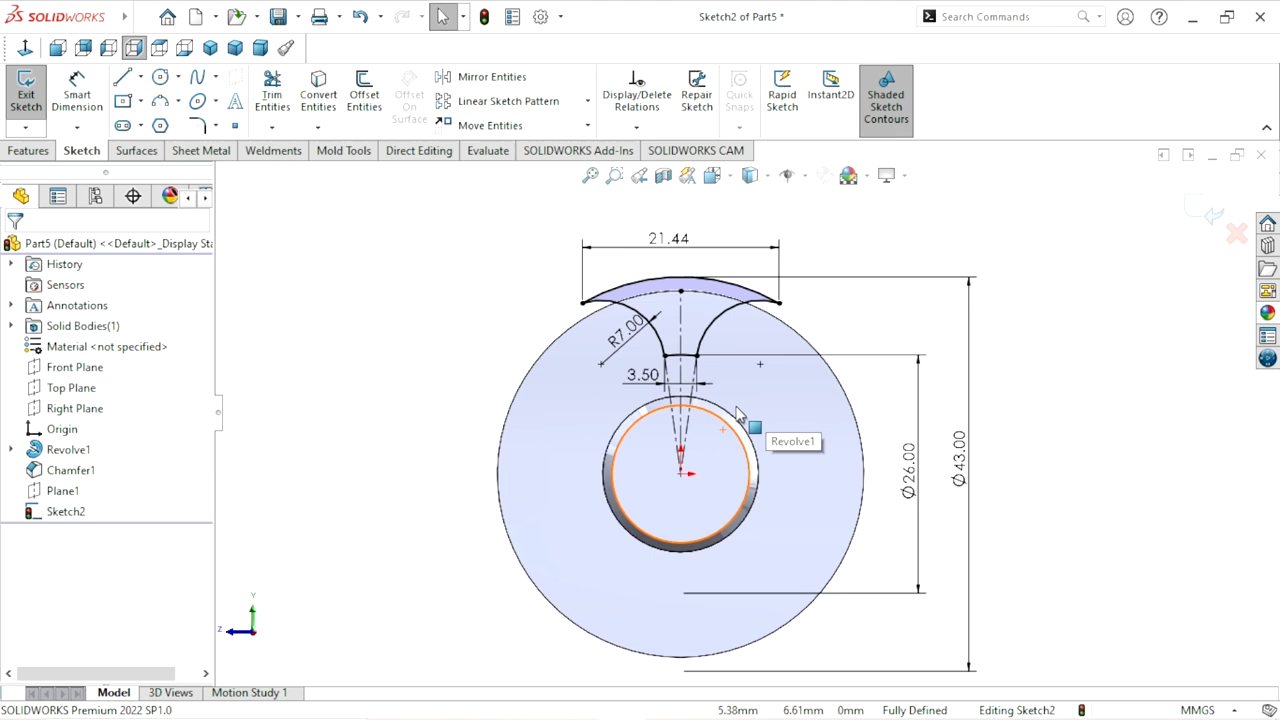 SOLIDWORKS
Sketch2 of Part5 *
Search Commands
Exit Sketch
Smart Dimension
Trim Entities
Convert Entities
Offset Entities
Offset On Surface
Mirror Entities
Linear Sketch Pattern
Move Entities
Display/Delete Relations
Repair Sketch
Quick Snaps
Rapid Sketch
Instant2D
Shaded Sketch Contours
Features
Sketch
Surfaces
Sheet Metal
Weldments
Mold Tools
Direct Editing
Evaluate
SOLIDWORKS Add-Ins
SOLIDWORKS CAM
Part5 (Default) <<Default>_Display Sta
History
Sensors
Annotations
Solid Bodies(1)
Material <not specified>
Front Plane
Top Plane
Right Plane
Origin
Revolve1
Chamfer1
Plane1
Sketch2
21.44
R7.00
3.50
Revolve1
⌀26.00
⌀43.00
Y
Z
Model
3D Views
Motion Study 1
SOLIDWORKS Premium 2022 SP1.0
5.38mm
6.61mm
0mm
Fully Defined
Editing Sketch2
MMGS